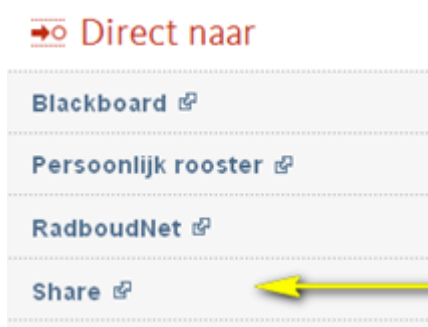 Direct naar
Blackboard
Persoonlijk rooster
RadboudNet
Share